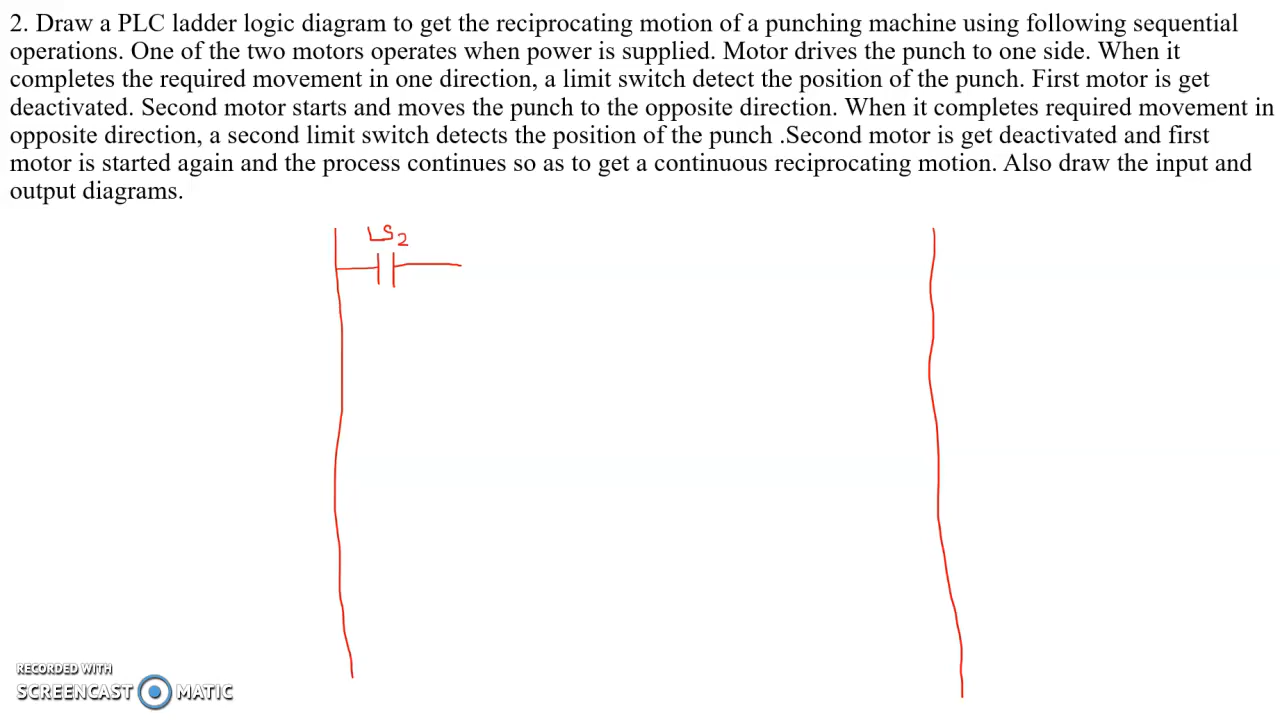 2. Draw a PLC ladder logic diagram to get the reciprocating motion of a punching machine using following sequential
operations. One of the two motors operates when power is supplied. Motor drives the punch to one side. When it
completes the required movement in one direction, a limit switch detect the position of the punch. First motor is get
deactivated. Second motor starts and moves the punch to the opposite direction. When it completes required movement in
opposite direction, a second limit switch detects the position of the punch .Second motor is get deactivated and first
motor is started again and the process continues so as to get a continuous reciprocating motion. Also draw the input and
output diagrams.
LS2
RECORDED WITH
SCREENCAST MATIC